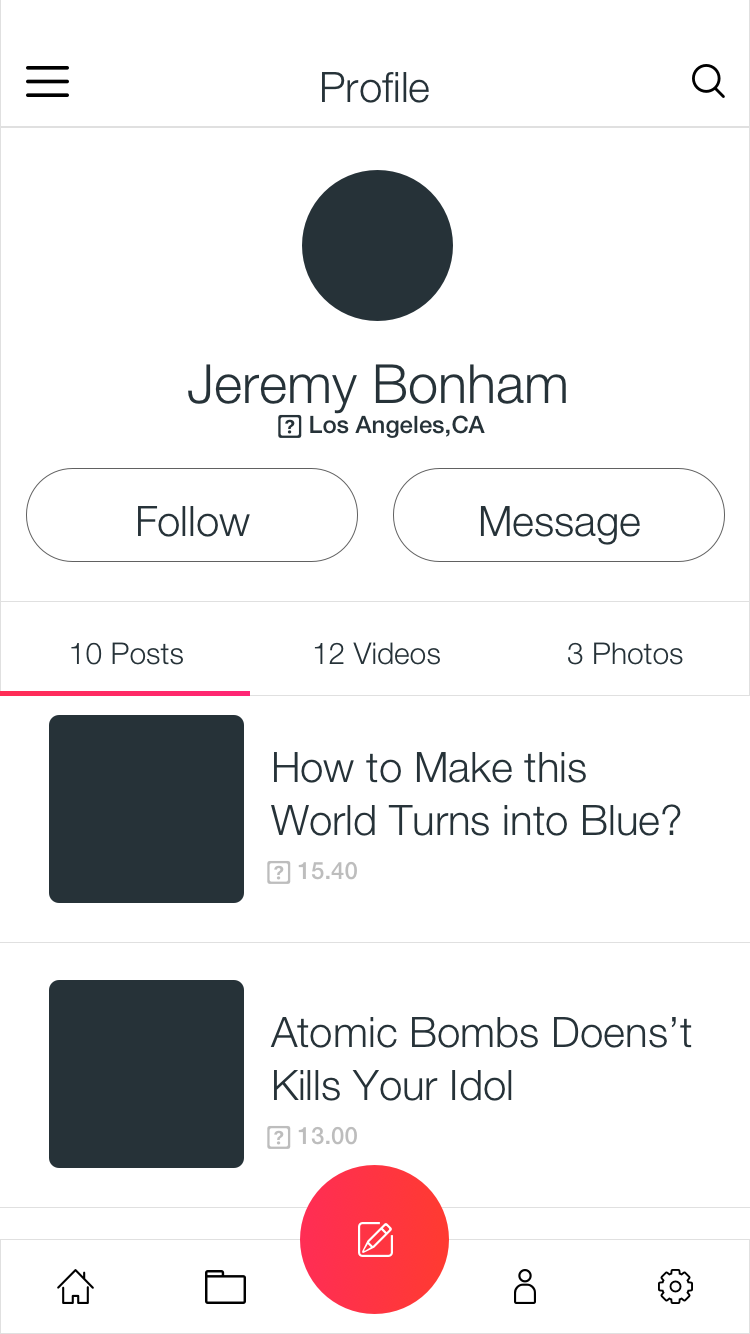 Profile
Jeremy Bonham
Los Angeles,CA
Follow Message
10 Posts 12 Videos 3 Photos
How to Make this
World Turns into Blue?
15.40
Atomic Bombs Doens’t
Kills Your Idol
13.00